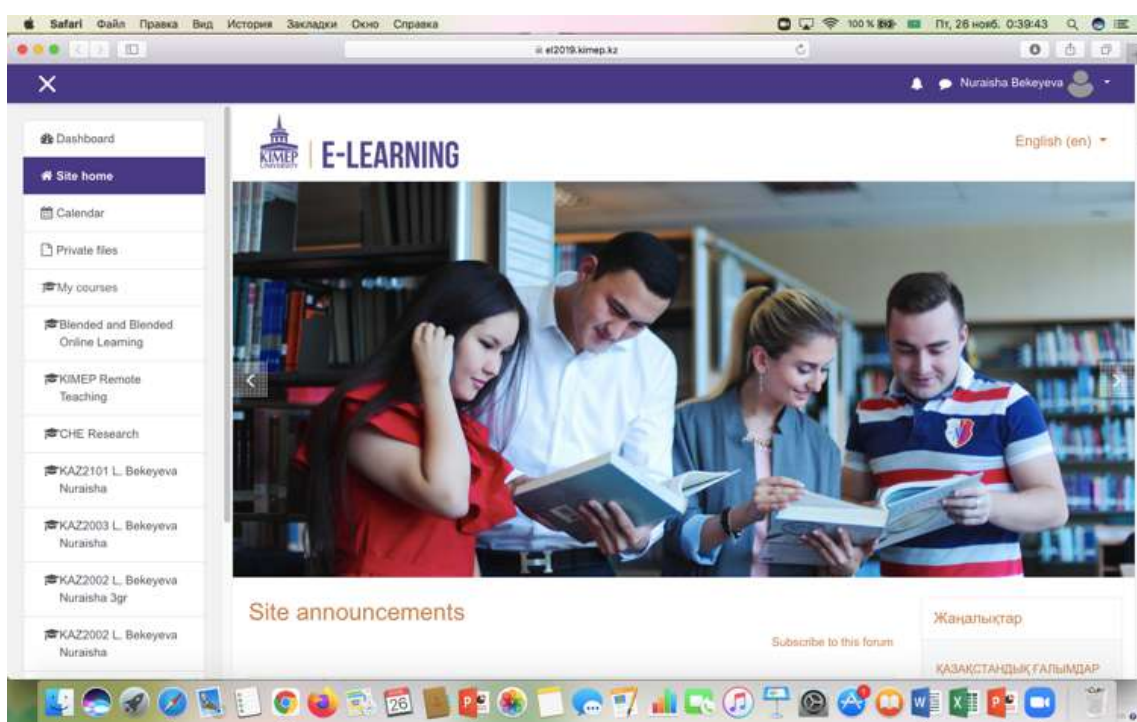 Safari Файл Правка Вид История Закладки Окно Справка 100 % Пт, 26 нояб. 0:39:43
el2019.kimep.kz
Nuraisha Bekeyeva
Dashboard
Site home
Calendar
Private files
My courses
Blended and Blended
Online Learning
KIMEP Remote
Teaching
CHE Research
KAZ2101 L. Bekeyeva
Nuraisha
KAZ2003 L. Bekeyeva
Nuraisha
KAZ2002 L. Bekeyeva
Nuraisha 3gr
KAZ2002 L. Bekeyeva
Nuraisha
KIMEP
UNIVERSITY
E-LEARNING
English (en)
Site announcements
Subscribe to this forum
Жаңалықтар
ҚАЗАҚСТАНДЫҚ ҒАЛЫМДАР
26